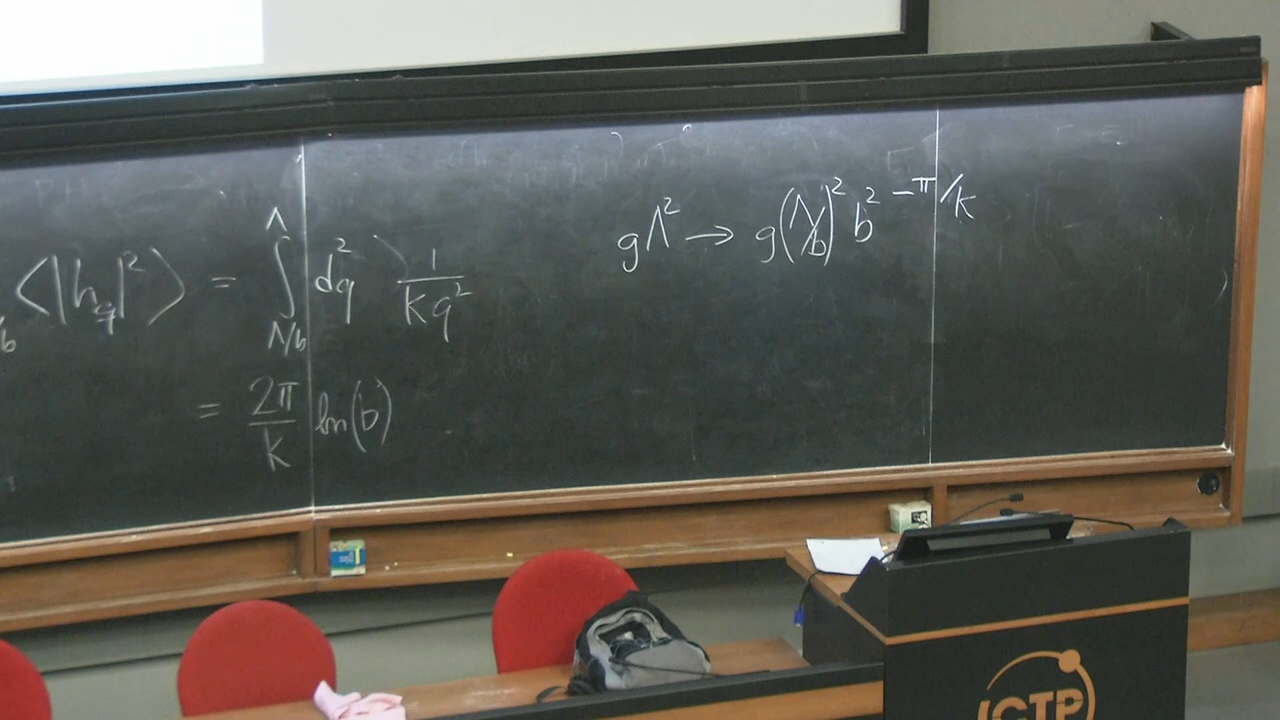 ⟨|h_q|²⟩ = ∫_{Λ/b}^{Λ} d²q 1/(kq²)
= 2π/k ln(b)
gΛ² → g(Λ/b)² b^{2 - π/k}
ICTP